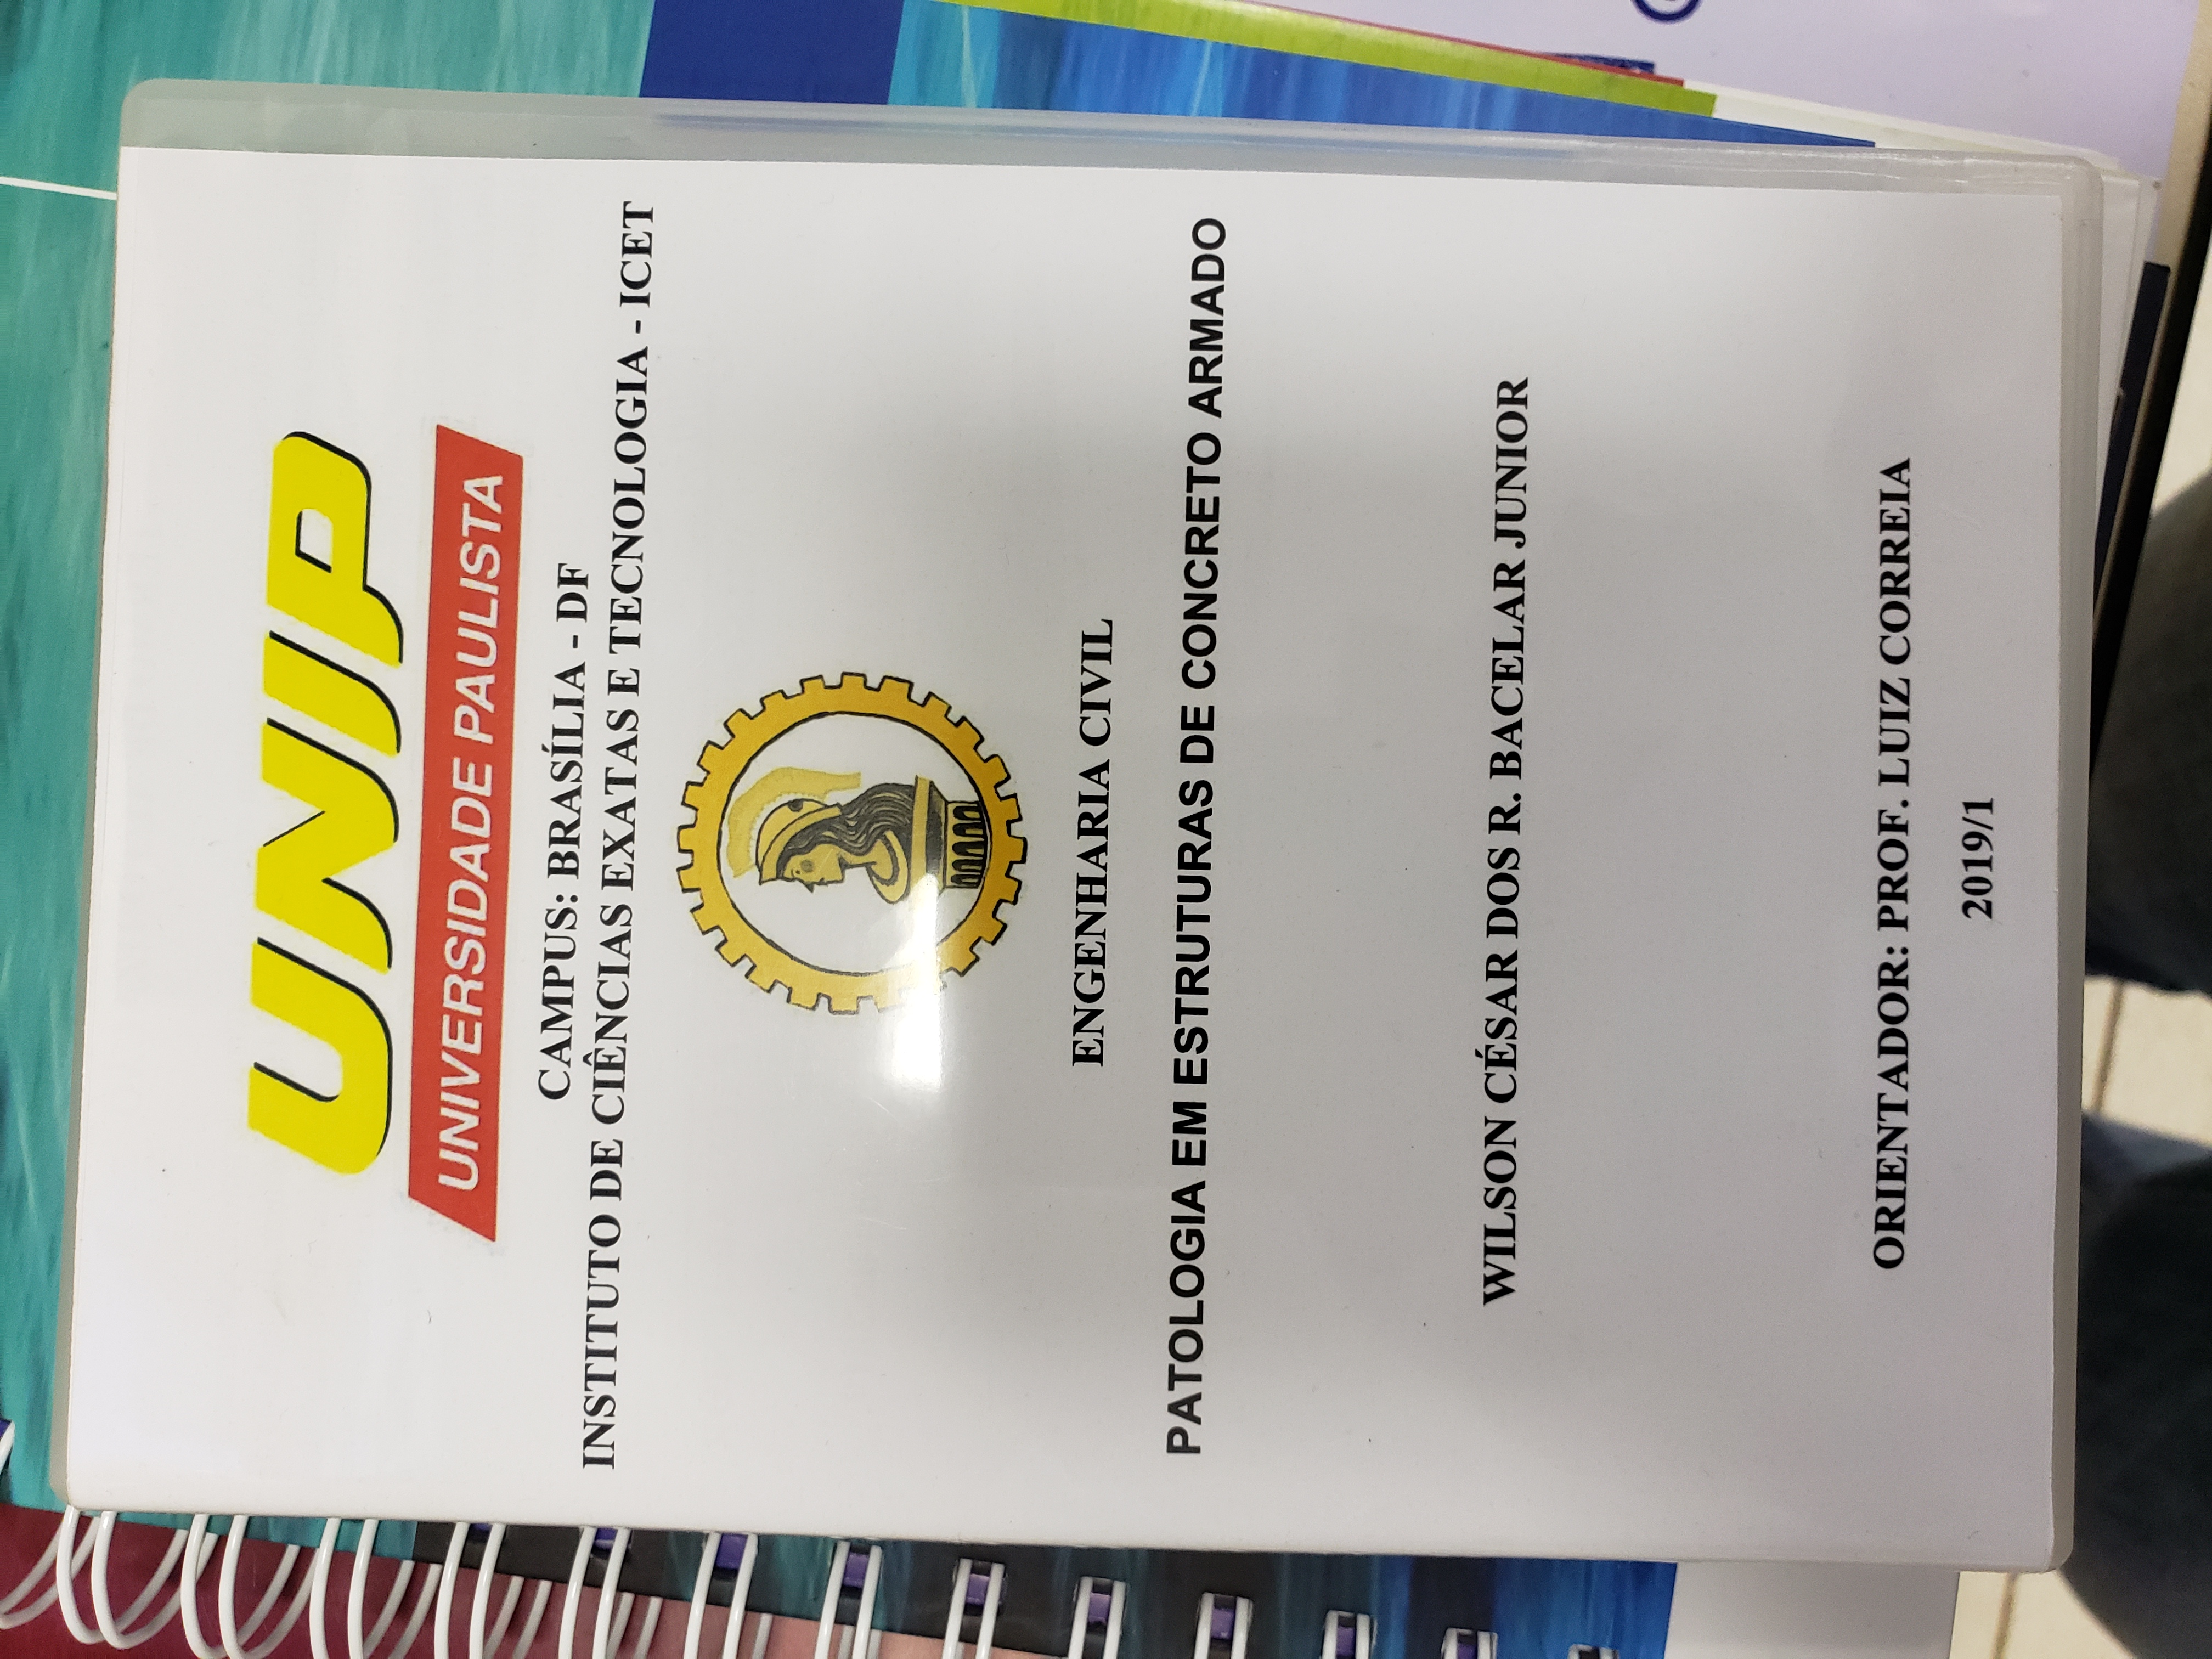 UNIP
UNIVERSIDADE PAULISTA
CAMPUS: BRASÍLIA - DF
INSTITUTO DE CIÊNCIAS EXATAS E TECNOLOGIA - ICET
ENGENHARIA CIVIL
PATOLOGIA EM ESTRUTURAS DE CONCRETO ARMADO
WILSON CÉSAR DOS R. BACELAR JUNIOR
ORIENTADOR: PROF. LUIZ CORREIA
2019/1